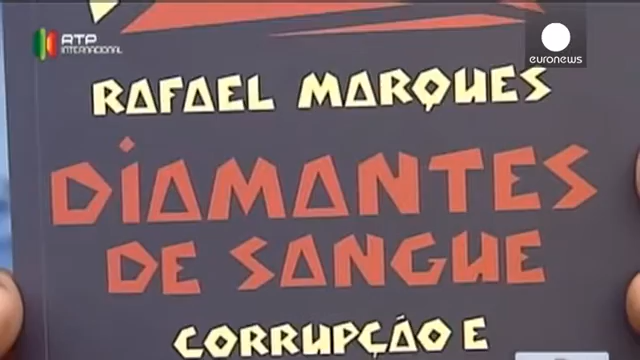 RTP
INTERNACIONAL
euronews
RAFAEL MARQUES
DIAMANTES
DE SANGUE
CORRUPÇÃO E